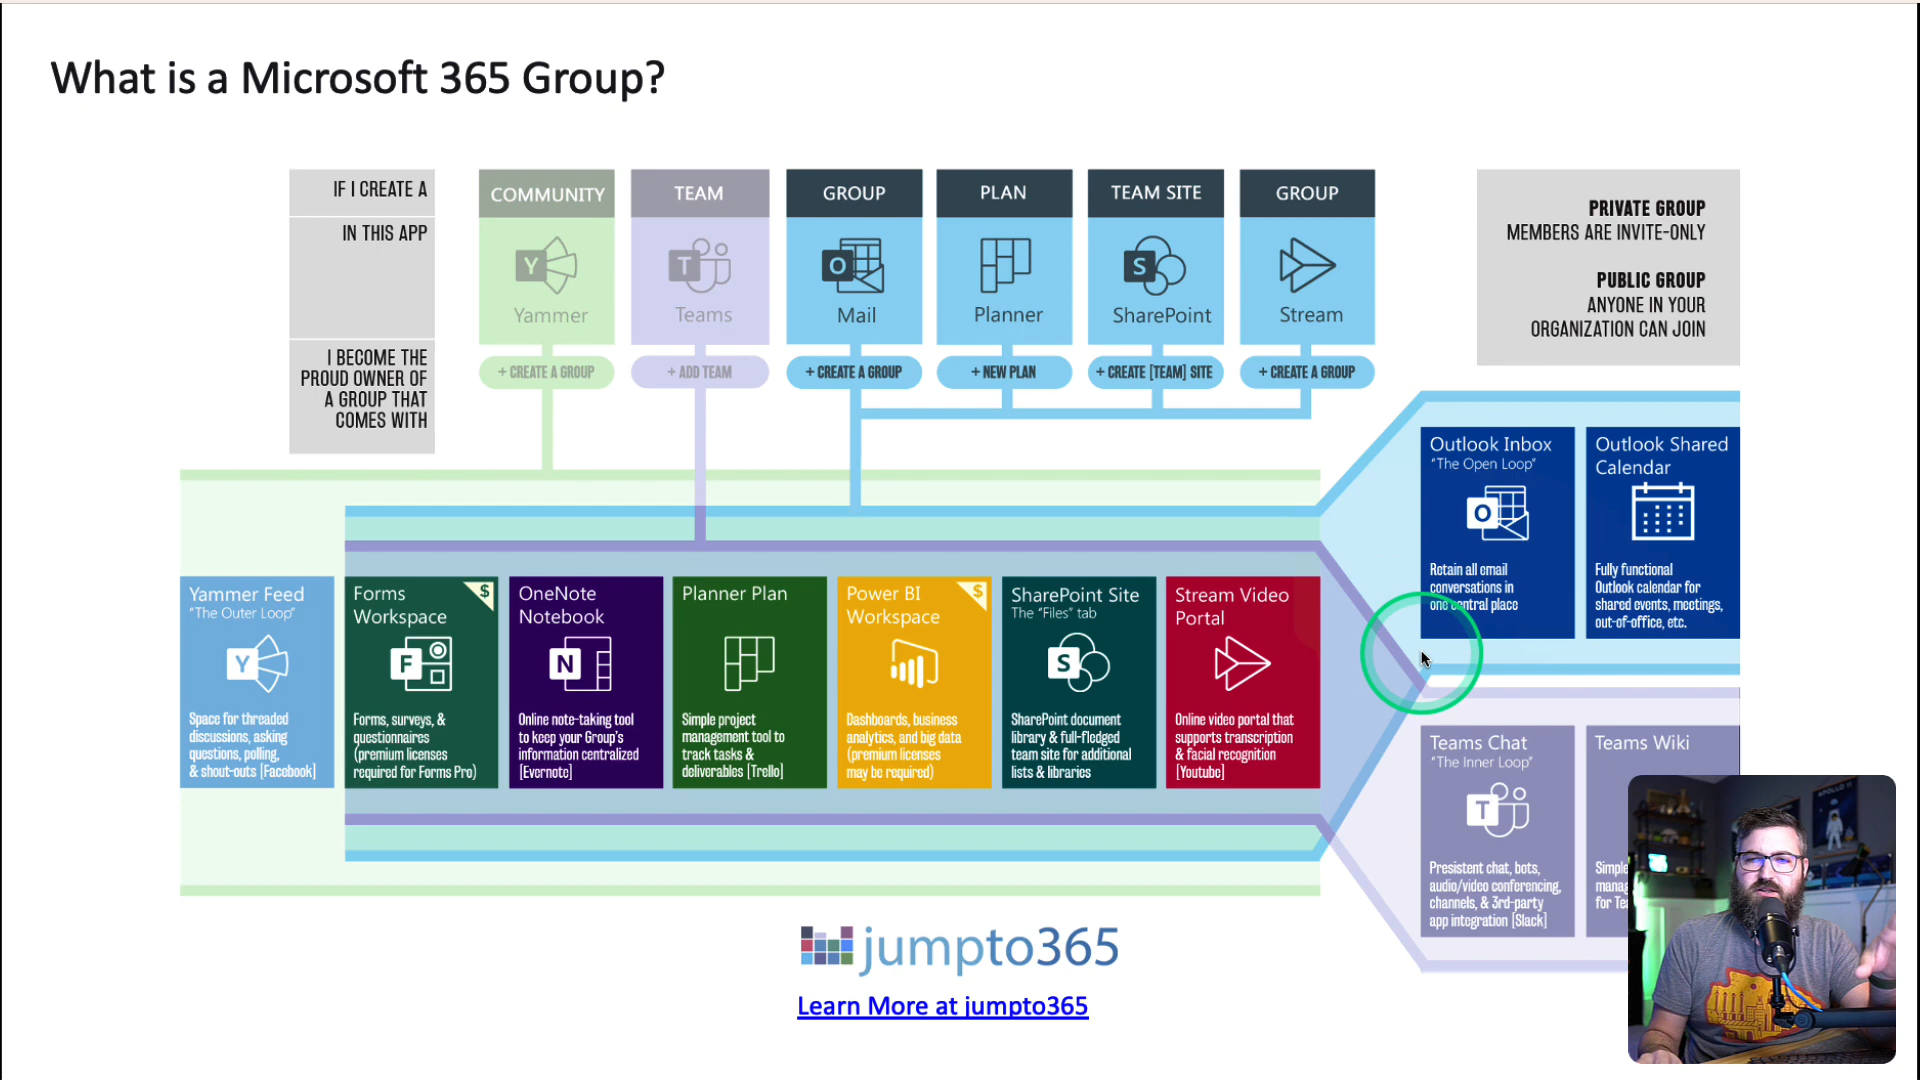 What is a Microsoft 365 Group?
IF I CREATE A
IN THIS APP
I BECOME THE
PROUD OWNER OF
A GROUP THAT
COMES WITH
COMMUNITY
Y
Yammer
+ CREATE A GROUP
TEAM
T
Teams
+ ADD TEAM
GROUP
O
Mail
+ CREATE A GROUP
PLAN
Planner
+ NEW PLAN
TEAM SITE
S
SharePoint
+ CREATE [TEAM] SITE
GROUP
Stream
+ CREATE A GROUP
PRIVATE GROUP
MEMBERS ARE INVITE-ONLY
PUBLIC GROUP
ANYONE IN YOUR
ORGANIZATION CAN JOIN
Yammer Feed
"The Outer Loop"
Y
Space for threaded
discussions, asking
questions, polling,
& shout-outs [Facebook]
Forms
Workspace
$
F
Forms, surveys, &
questionnaires
(premium licenses
required for Forms Pro)
OneNote
Notebook
N
Online note-taking tool
to keep your Group's
information centralized
[Evernote]
Planner Plan
Simple project
management tool to
track tasks &
deliverables [Trello]
Power BI
Workspace
$
Dashboards, business
analytics, and big data
(premium licenses
may be required)
SharePoint Site
The "Files" tab
S
SharePoint document
library & full-fledged
team site for additional
lists & libraries
Stream Video
Portal
Online video portal that
supports transcription
& facial recognition
[Youtube]
Outlook Inbox
"The Open Loop"
O
Retain all email
conversations in
one central place
Outlook Shared
Calendar
Fully functional
Outlook calendar for
shared events, meetings,
out-of-office, etc.
Teams Chat
"The Inner Loop"
T
Presistent chat, bots,
audio/video conferencing,
channels, & 3rd-party
app integration [Slack]
Teams Wiki
Simple
for
jumpto365
Learn More at jumpto365
APOLLO 11